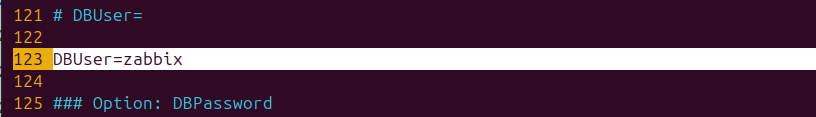 121 # DBUser=
122
123 DBUser=zabbix
124
125 ### Option: DBPassword